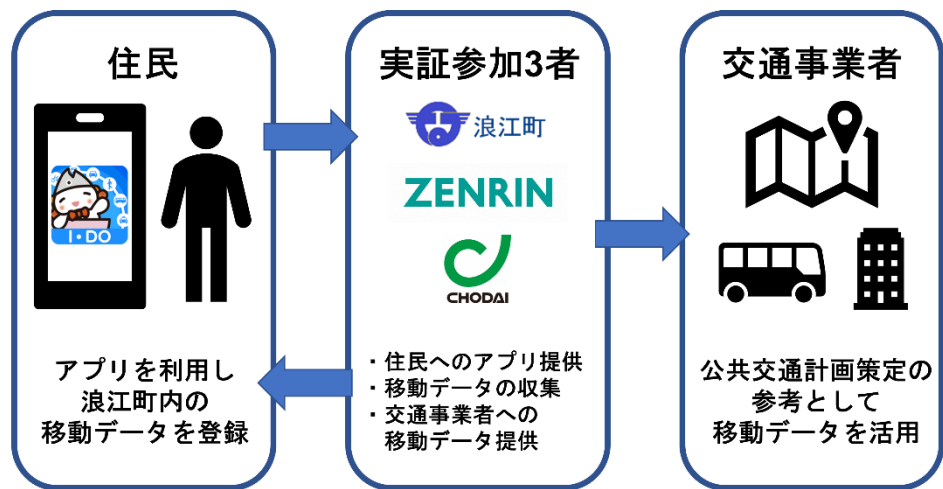 住民
I・DO
アプリを利用し
浪江町内の
移動データを登録
実証参加3者
浪江町
ZENRIN
CHODAI
・住民へのアプリ提供
・移動データの収集
・交通事業者への
移動データ提供
交通事業者
公共交通計画策定の
参考として
移動データを活用